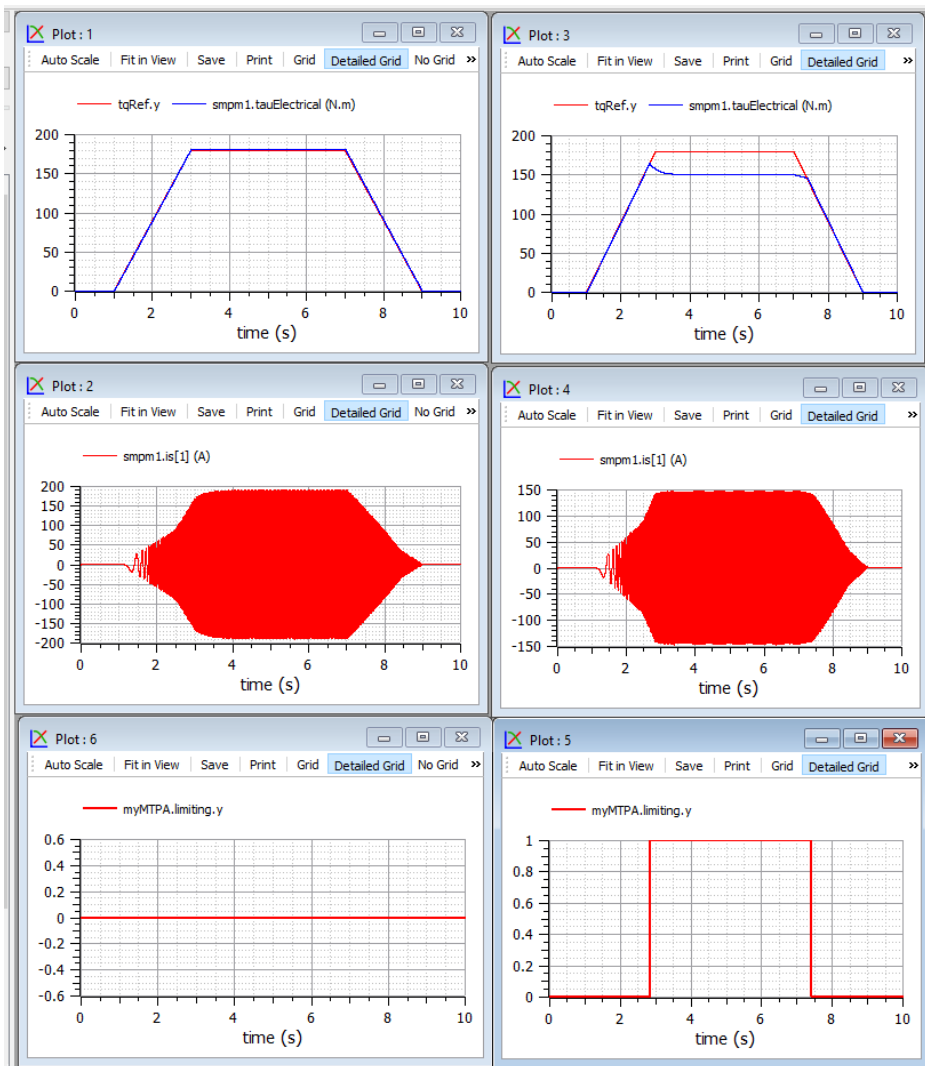 Plot : 1
Auto Scale Fit in View Save Print Grid Detailed Grid No Grid »
tqRef.y smpm1.tauElectrical (N.m)
200
150
100
50
0
0 2 4 6 8 10
time (s)
Plot : 3
Auto Scale Fit in View Save Print Grid Detailed Grid »
tqRef.y smpm1.tauElectrical (N.m)
200
150
100
50
0
0 2 4 6 8 10
time (s)
Plot : 2
Auto Scale Fit in View Save Print Grid Detailed Grid No Grid »
smpm1.is[1] (A)
200
150
100
50
0
-50
-100
-150
-200
0 2 4 6 8 10
time (s)
Plot : 4
Auto Scale Fit in View Save Print Grid Detailed Grid »
smpm1.is[1] (A)
150
100
50
0
-50
-100
-150
0 2 4 6 8 10
time (s)
Plot : 6
Auto Scale Fit in View Save Print Grid Detailed Grid No Grid »
myMTPA.limiting.y
0.6
0.4
0.2
0
-0.2
-0.4
-0.6
0 2 4 6 8 10
time (s)
Plot : 5
Auto Scale Fit in View Save Print Grid Detailed Grid »
myMTPA.limiting.y
1
0.8
0.6
0.4
0.2
0
0 2 4 6 8 10
time (s)